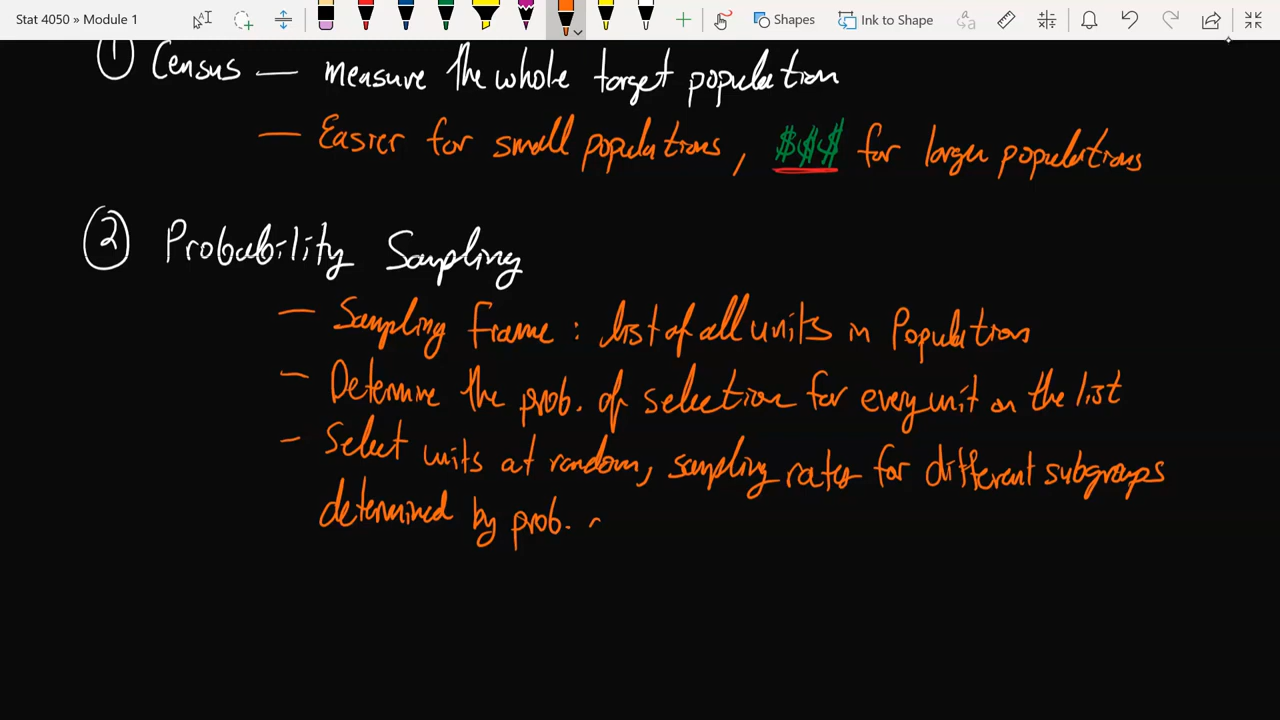 Stat 4050 » Module 1
Shapes
Ink to Shape
① Census — measure the whole target population
— Easier for small populations, $$$ for larger populations
② Probability Sampling
— Sampling Frame : list of all units in Population
— Determine the prob. of selection for every unit on the list
- Select units at random, sampling rates for different subgroups
determined by prob.